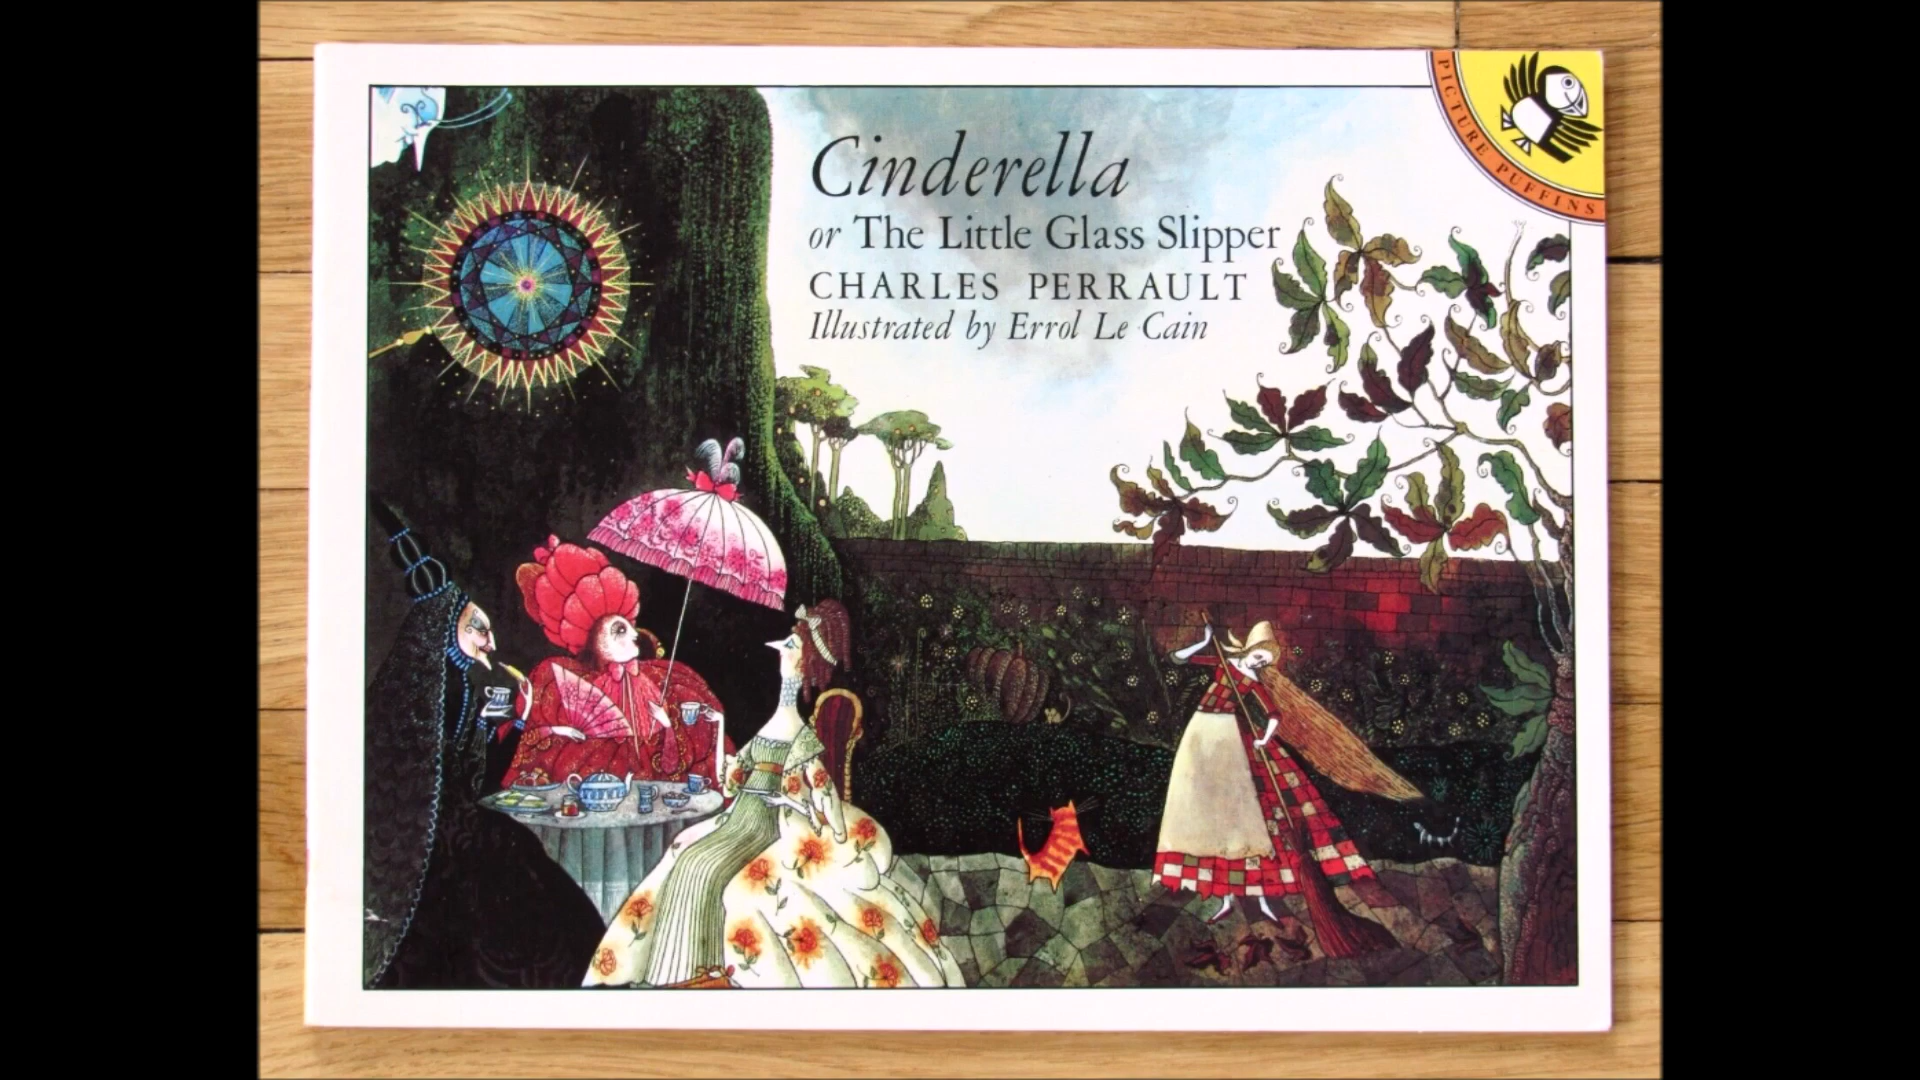 Cinderella
or The Little Glass Slipper
CHARLES PERRAULT
Illustrated by Errol Le Cain
PICTURE PUFFINS